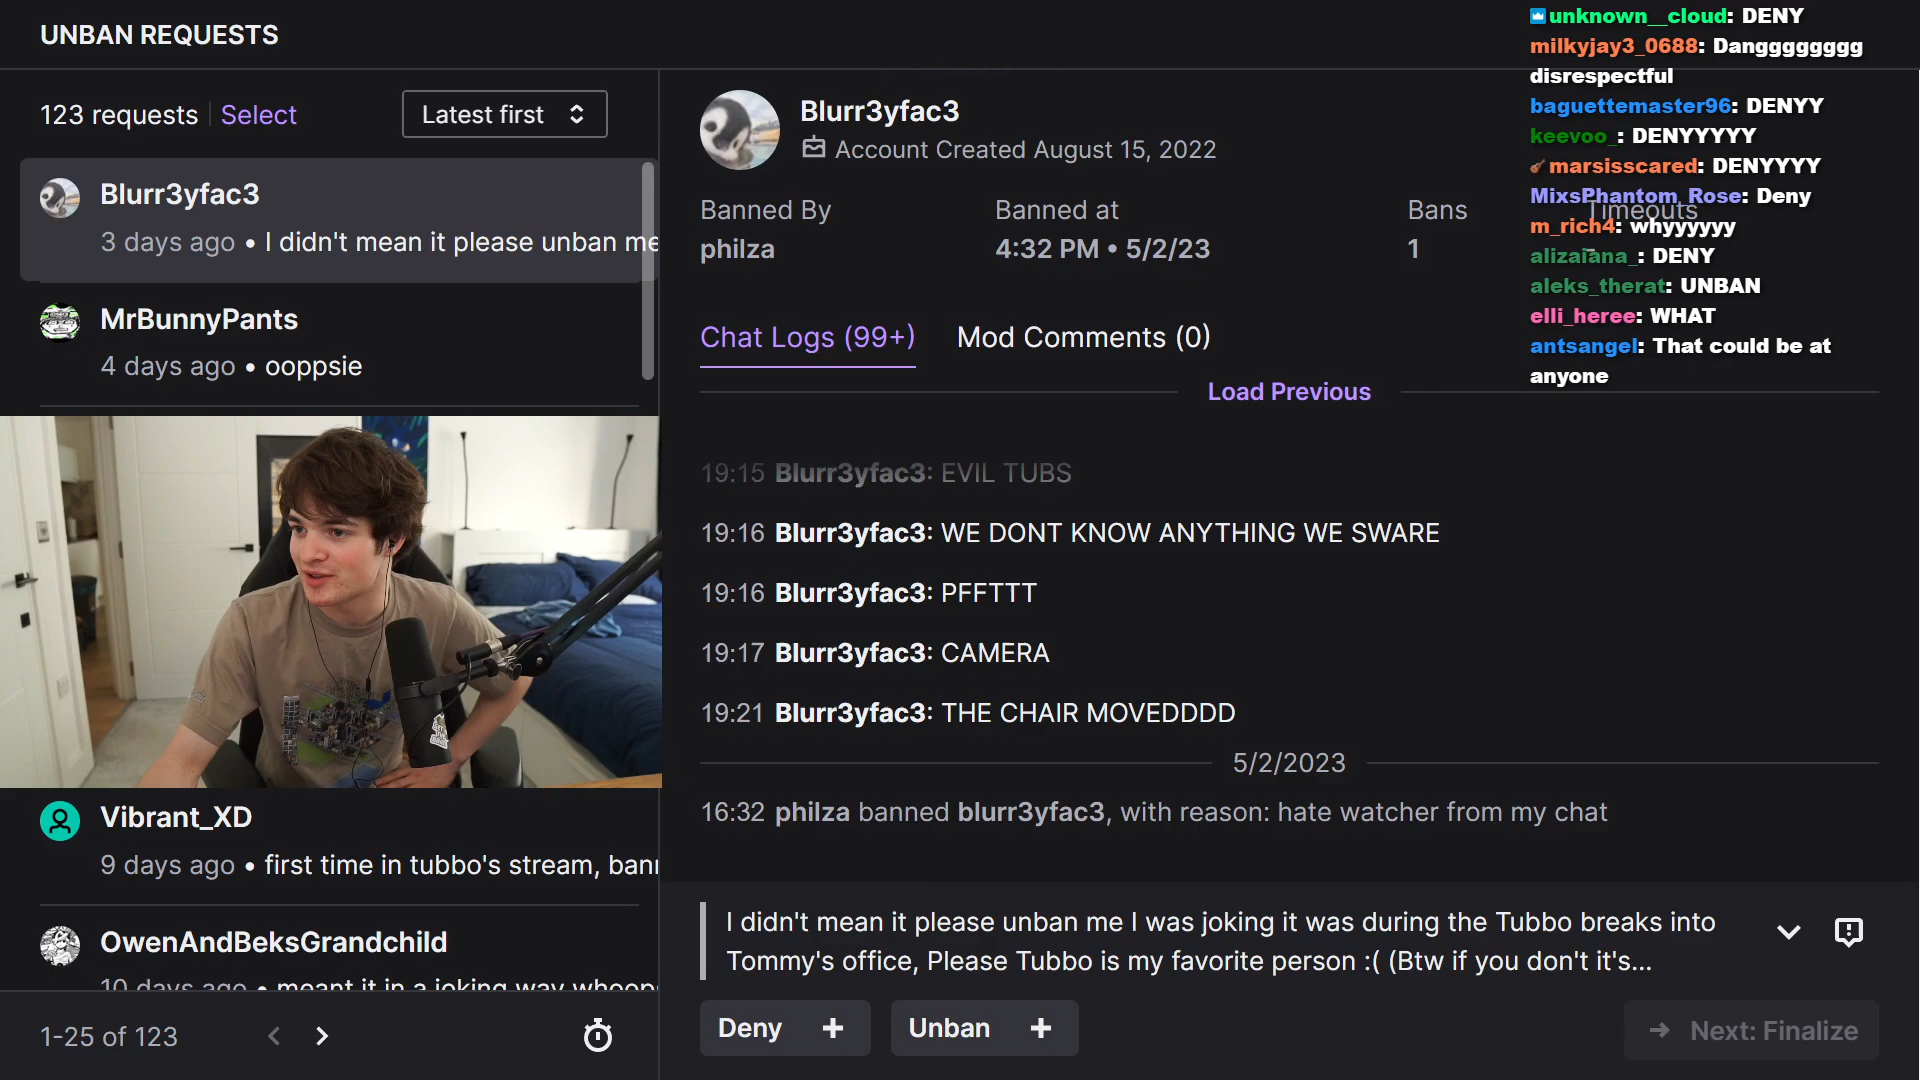 UNBAN REQUESTS
123 requests
Select
Latest first
Blurr3yfac3
3 days ago • I didn't mean it please unban me
MrBunnyPants
4 days ago • ooppsie
Vibrant_XD
9 days ago • first time in tubbo's stream,
OwenAndBeksGrandchild
10 days ago • meant it in a joking way whoop
1-25 of 123
Blurr3yfac3
Account Created August 15, 2022
Banned By
philza
Banned at
4:32 PM • 5/2/23
Bans
1
Timeouts
Chat Logs (99+)
Mod Comments (0)
Load Previous
19:15 Blurr3yfac3: EVIL TUBS
19:16 Blurr3yfac3: WE DONT KNOW ANYTHING WE SWARE
19:16 Blurr3yfac3: PFFTTT
19:17 Blurr3yfac3: CAMERA
19:21 Blurr3yfac3: THE CHAIR MOVEDDDD
5/2/2023
16:32 philza banned blurr3yfac3, with reason: hate watcher from my chat
I didn't mean it please unban me I was joking it was during the Tubbo breaks into
Tommy's office, Please Tubbo is my favorite person :( (Btw if you don't it's...
Deny +
Unban +
Next: Finalize
unknown__cloud: DENY
milkyjay3_0688: Dangggggggg
disrespectful
baguettemaster96: DENYY
keevoo_: DENYYYYY
marsisscared: DENYYYY
MixsPhantom_Rose: Deny
m_rich4: whyyyyyy
alizaiana_: DENY
aleks_therat: UNBAN
elli_heree: WHAT
antsangel: That could be at
anyone